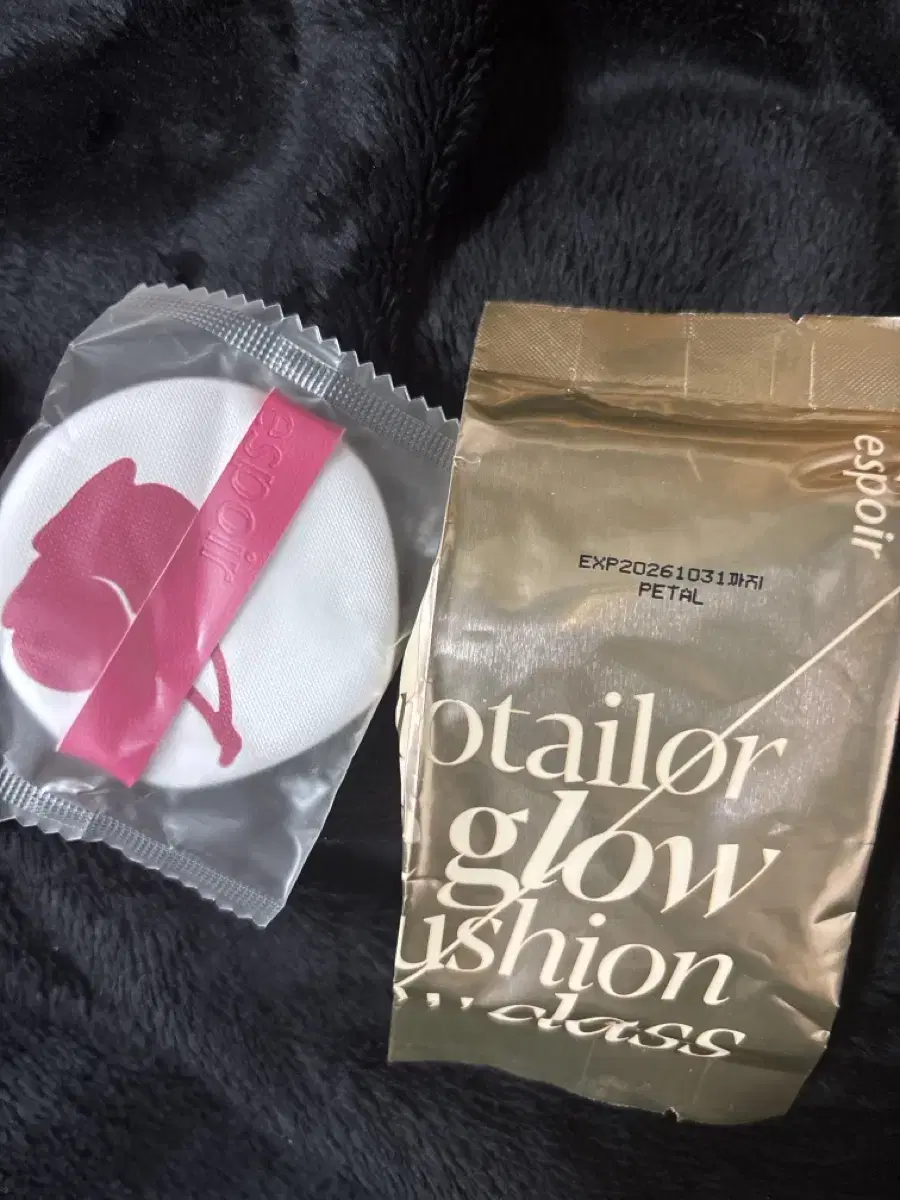 espoir
espoir
EXP20261031까지
PETAL
otailor
glow
ushion
class